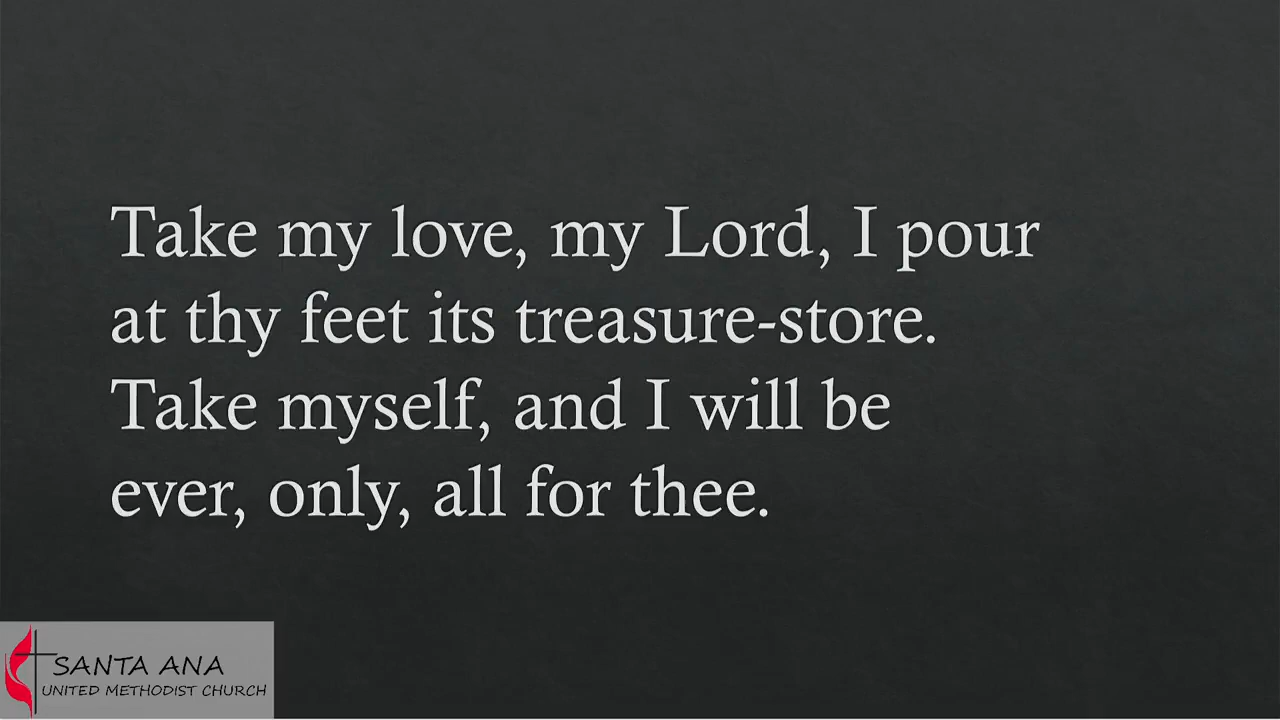 Take my love, my Lord, I pour
at thy feet its treasure-store.
Take myself, and I will be
ever, only, all for thee.
SANTA ANA
UNITED METHODIST CHURCH